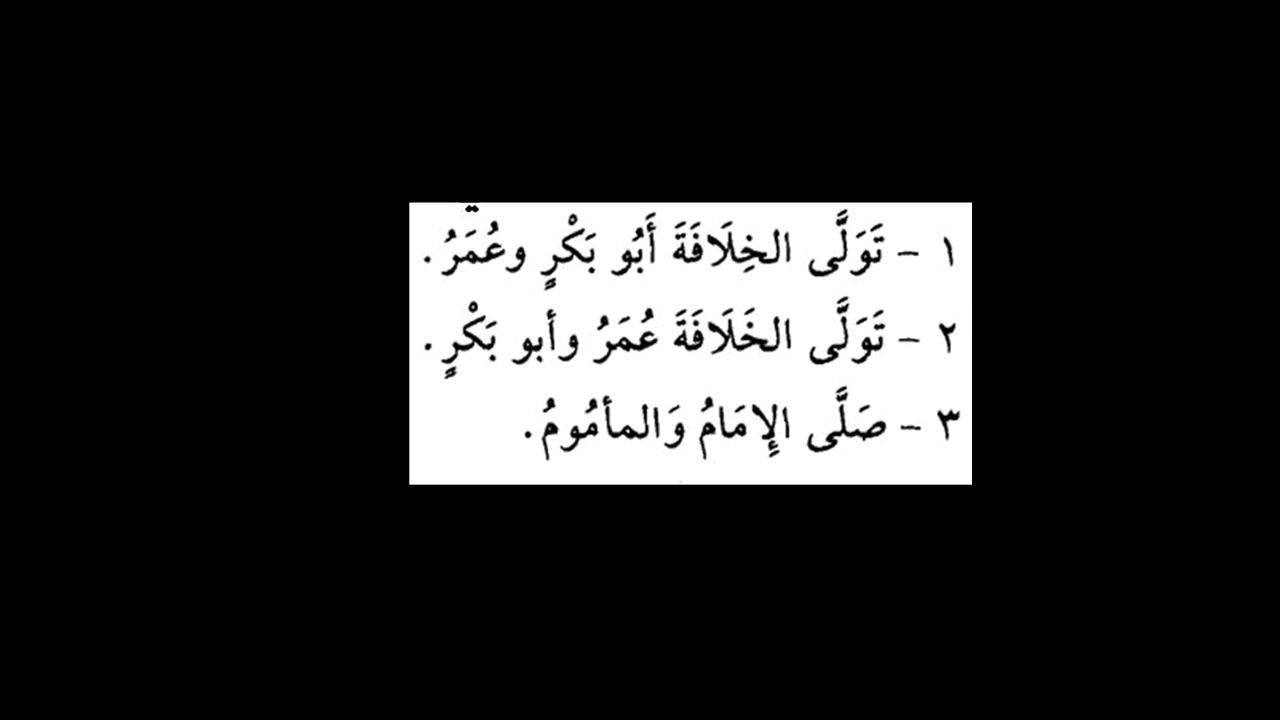 ١ - تَوَلَّى الخِلَافَةَ أَبُو بَكْرٍ وعُمَرُ.
٢ - تَوَلَّى الخَلَافَةَ عُمَرُ وأبو بَكْرٍ.
٣ - صَلَّى الإِمَامُ وَالمأمُومُ.